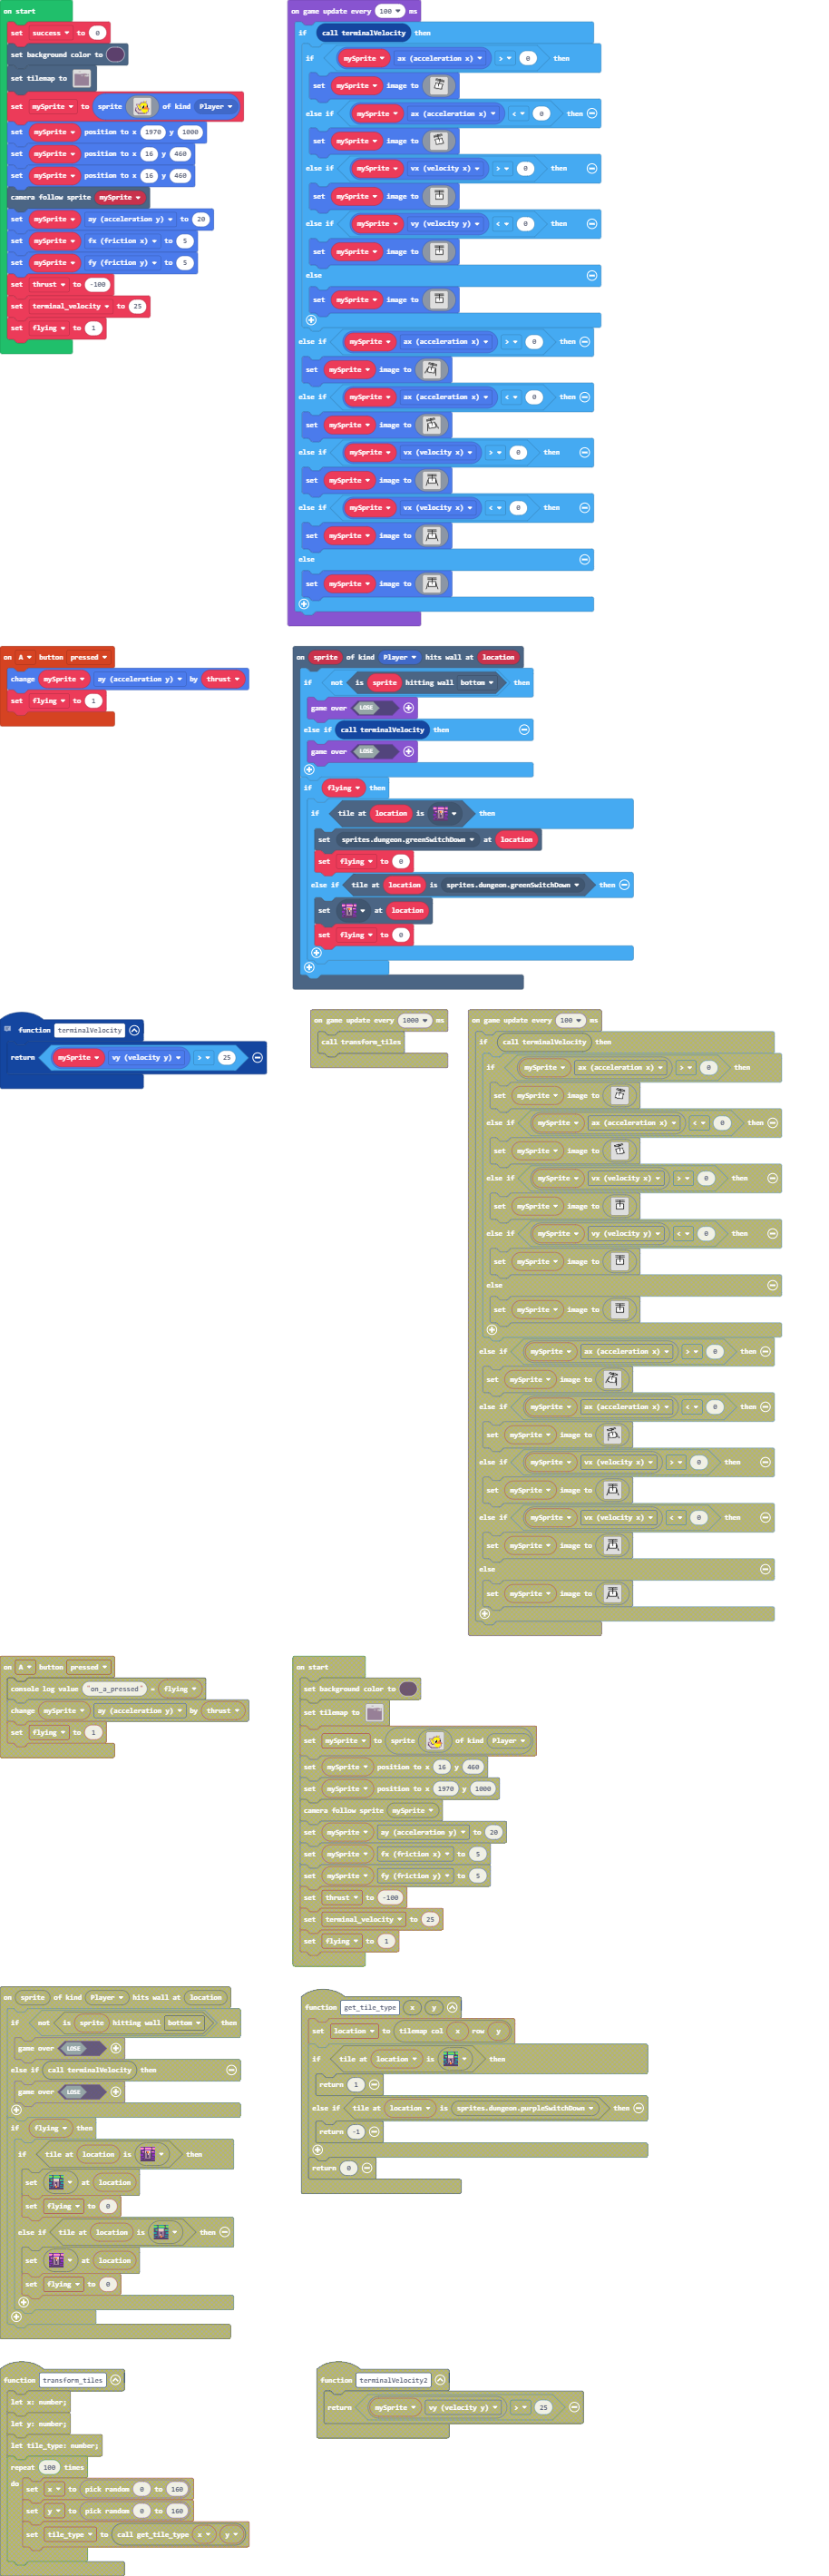 on start
set success to 0
set background color to
set tilemap to
set mySprite to sprite of kind Player
set mySprite position to x 1970 y 1000
set mySprite position to x 16 y 460
set mySprite position to x 16 y 460
camera follow sprite mySprite
set mySprite ay (acceleration y) to 20
set mySprite fx (friction x) to 5
set mySprite fy (friction y) to 5
set thrust to -100
set terminal_velocity to 25
set flying to 1
on game update every 100 ms
if call terminalVelocity then
if mySprite ax (acceleration x) > 0 then
set mySprite image to
else if mySprite ax (acceleration x) < 0 then
set mySprite image to
else if mySprite vx (velocity x) > 0 then
set mySprite image to
else if mySprite vy (velocity y) < 0 then
set mySprite image to
else
set mySprite image to
else if mySprite ax (acceleration x) > 0 then
set mySprite image to
else if mySprite ax (acceleration x) < 0 then
set mySprite image to
else if mySprite vx (velocity x) > 0 then
set mySprite image to
else if mySprite vx (velocity x) < 0 then
set mySprite image to
else
set mySprite image to
on A button pressed
change mySprite ay (acceleration y) by thrust
set flying to 1
on sprite of kind Player hits wall at location
if not is sprite hitting wall bottom then
game over LOSE
else if call terminalVelocity then
game over LOSE
if flying then
if tile at location is then
set sprites.dungeon.greenSwitchDown at location
set flying to 0
else if tile at location is sprites.dungeon.greenSwitchDown then
set at location
set flying to 0
function terminalVelocity
return mySprite vy (velocity y) > 25
on game update every 1000 ms
call transform_tiles
on game update every 100 ms
if call terminalVelocity then
if mySprite ax (acceleration x) > 0 then
set mySprite image to
else if mySprite ax (acceleration x) < 0 then
set mySprite image to
else if mySprite vx (velocity x) > 0 then
set mySprite image to
else if mySprite vy (velocity y) < 0 then
set mySprite image to
else
set mySprite image to
else if mySprite ax (acceleration x) > 0 then
set mySprite image to
else if mySprite ax (acceleration x) < 0 then
set mySprite image to
else if mySprite vx (velocity x) > 0 then
set mySprite image to
else if mySprite vx (velocity x) < 0 then
set mySprite image to
else
set mySprite image to
on A button pressed
console log value "on_a_pressed" = flying
change mySprite ay (acceleration y) by thrust
set flying to 1
on start
set background color to
set tilemap to
set mySprite to sprite of kind Player
set mySprite position to x 16 y 460
set mySprite position to x 1970 y 1000
camera follow sprite mySprite
set mySprite ay (acceleration y) to 20
set mySprite fx (friction x) to 5
set mySprite fy (friction y) to 5
set thrust to -100
set terminal_velocity to 25
set flying to 1
on sprite of kind Player hits wall at location
if not is sprite hitting wall bottom then
game over LOSE
else if call terminalVelocity then
game over LOSE
if flying then
if tile at location is then
set at location
set flying to 0
else if tile at location is then
set at location
set flying to 0
function get_tile_type x y
set location to tilemap col x row y
if tile at location is then
return 1
else if tile at location is sprites.dungeon.purpleSwitchDown then
return -1
return 0
function transform_tiles
let x: number;
let y: number;
let tile_type: number;
repeat 100 times
do set x to pick random 0 to 160
set y to pick random 0 to 160
set tile_type to call get_tile_type x y
function terminalVelocity2
return mySprite vy (velocity y) > 25